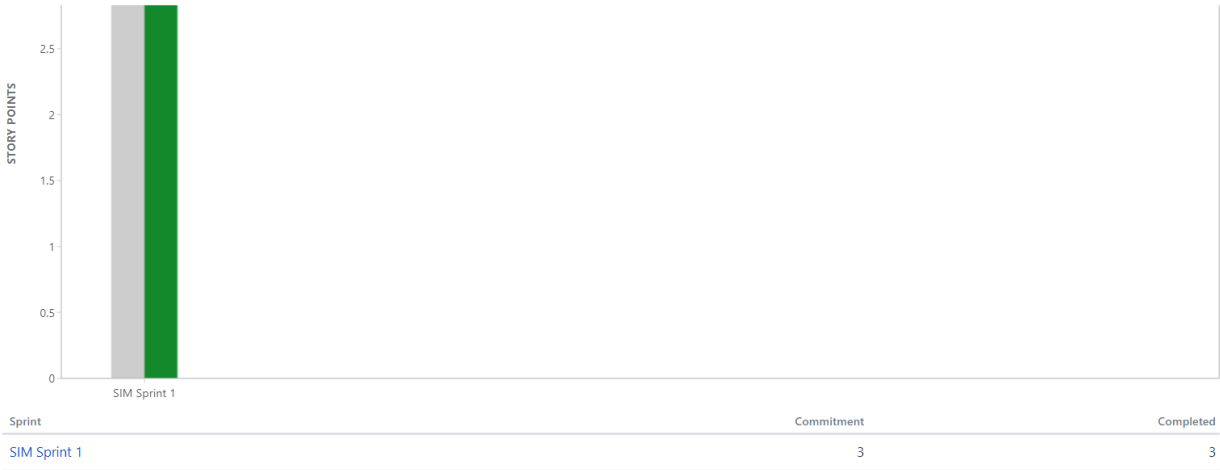 2.5
STORY POINTS
2
1.5
1
0.5
0
SIM Sprint 1
Sprint Commitment Completed
SIM Sprint 1 3 3